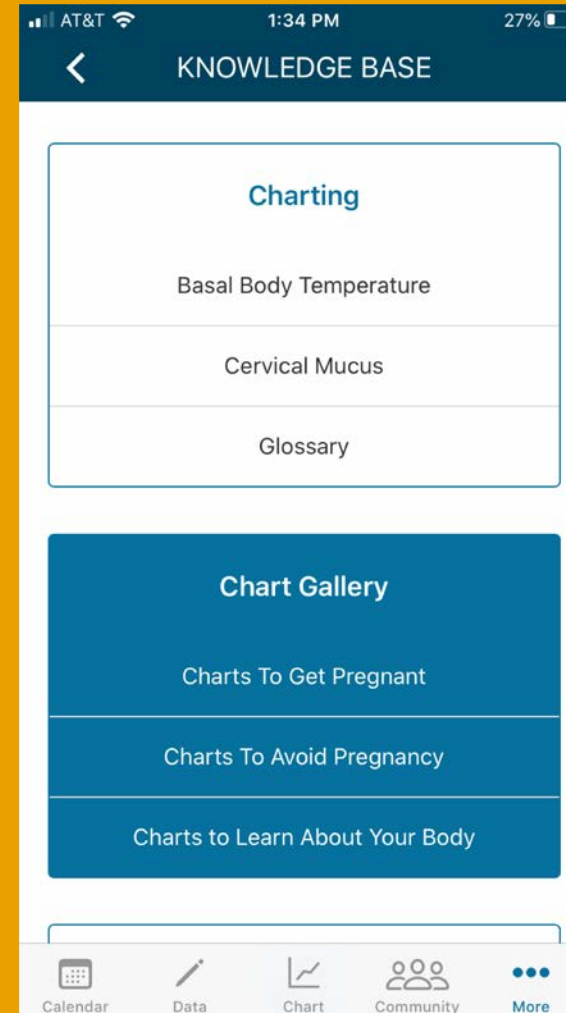 AT&T 1:34 PM 27%
KNOWLEDGE BASE
Charting
Basal Body Temperature
Cervical Mucus
Glossary
Chart Gallery
Charts To Get Pregnant
Charts To Avoid Pregnancy
Charts to Learn About Your Body
Calendar Data Chart Community More